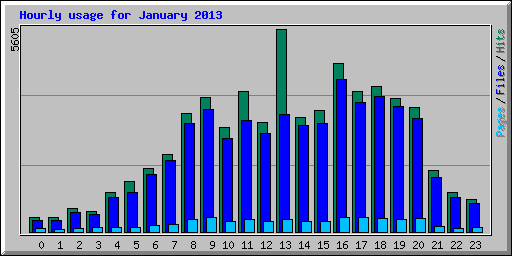 Hourly usage for January 2013
5605
Pages / Files / Hits
0 1 2 3 4 5 6 7 8 9 10 11 12 13 14 15 16 17 18 19 20 21 22 23